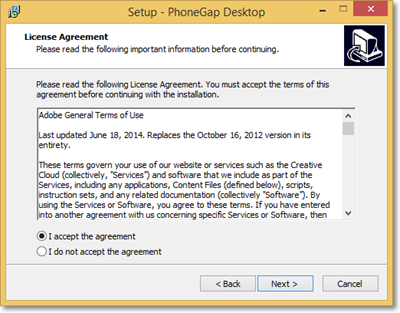 Setup - PhoneGap Desktop
License Agreement
Please read the following important information before continuing.
Please read the following License Agreement. You must accept the terms of this
agreement before continuing with the installation.
Adobe General Terms of Use
Last updated June 18, 2014. Replaces the October 16, 2012 version in its
entirety.
These terms govern your use of our website or services such as the Creative
Cloud (collectively, "Services") and software that we include as part of the
Services, including any applications, Content Files (defined below), scripts,
instruction sets, and any related documentation (collectively "Software"). By
using the Services or Software, you agree to these terms. If you have entered
into another agreement with us concerning specific Services or Software, then
I accept the agreement
I do not accept the agreement
< Back
Next >
Cancel